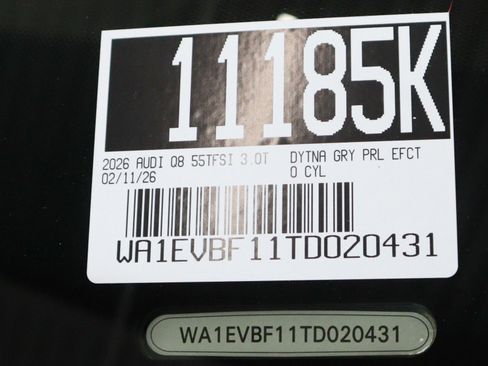 11185K
2026 AUDI Q8 55TFSI 3.0T DYTNA GRY PRL EFCT
02/11/26 0 CYL
WA1EVBF11TD020431
WA1EVBF11TD020431